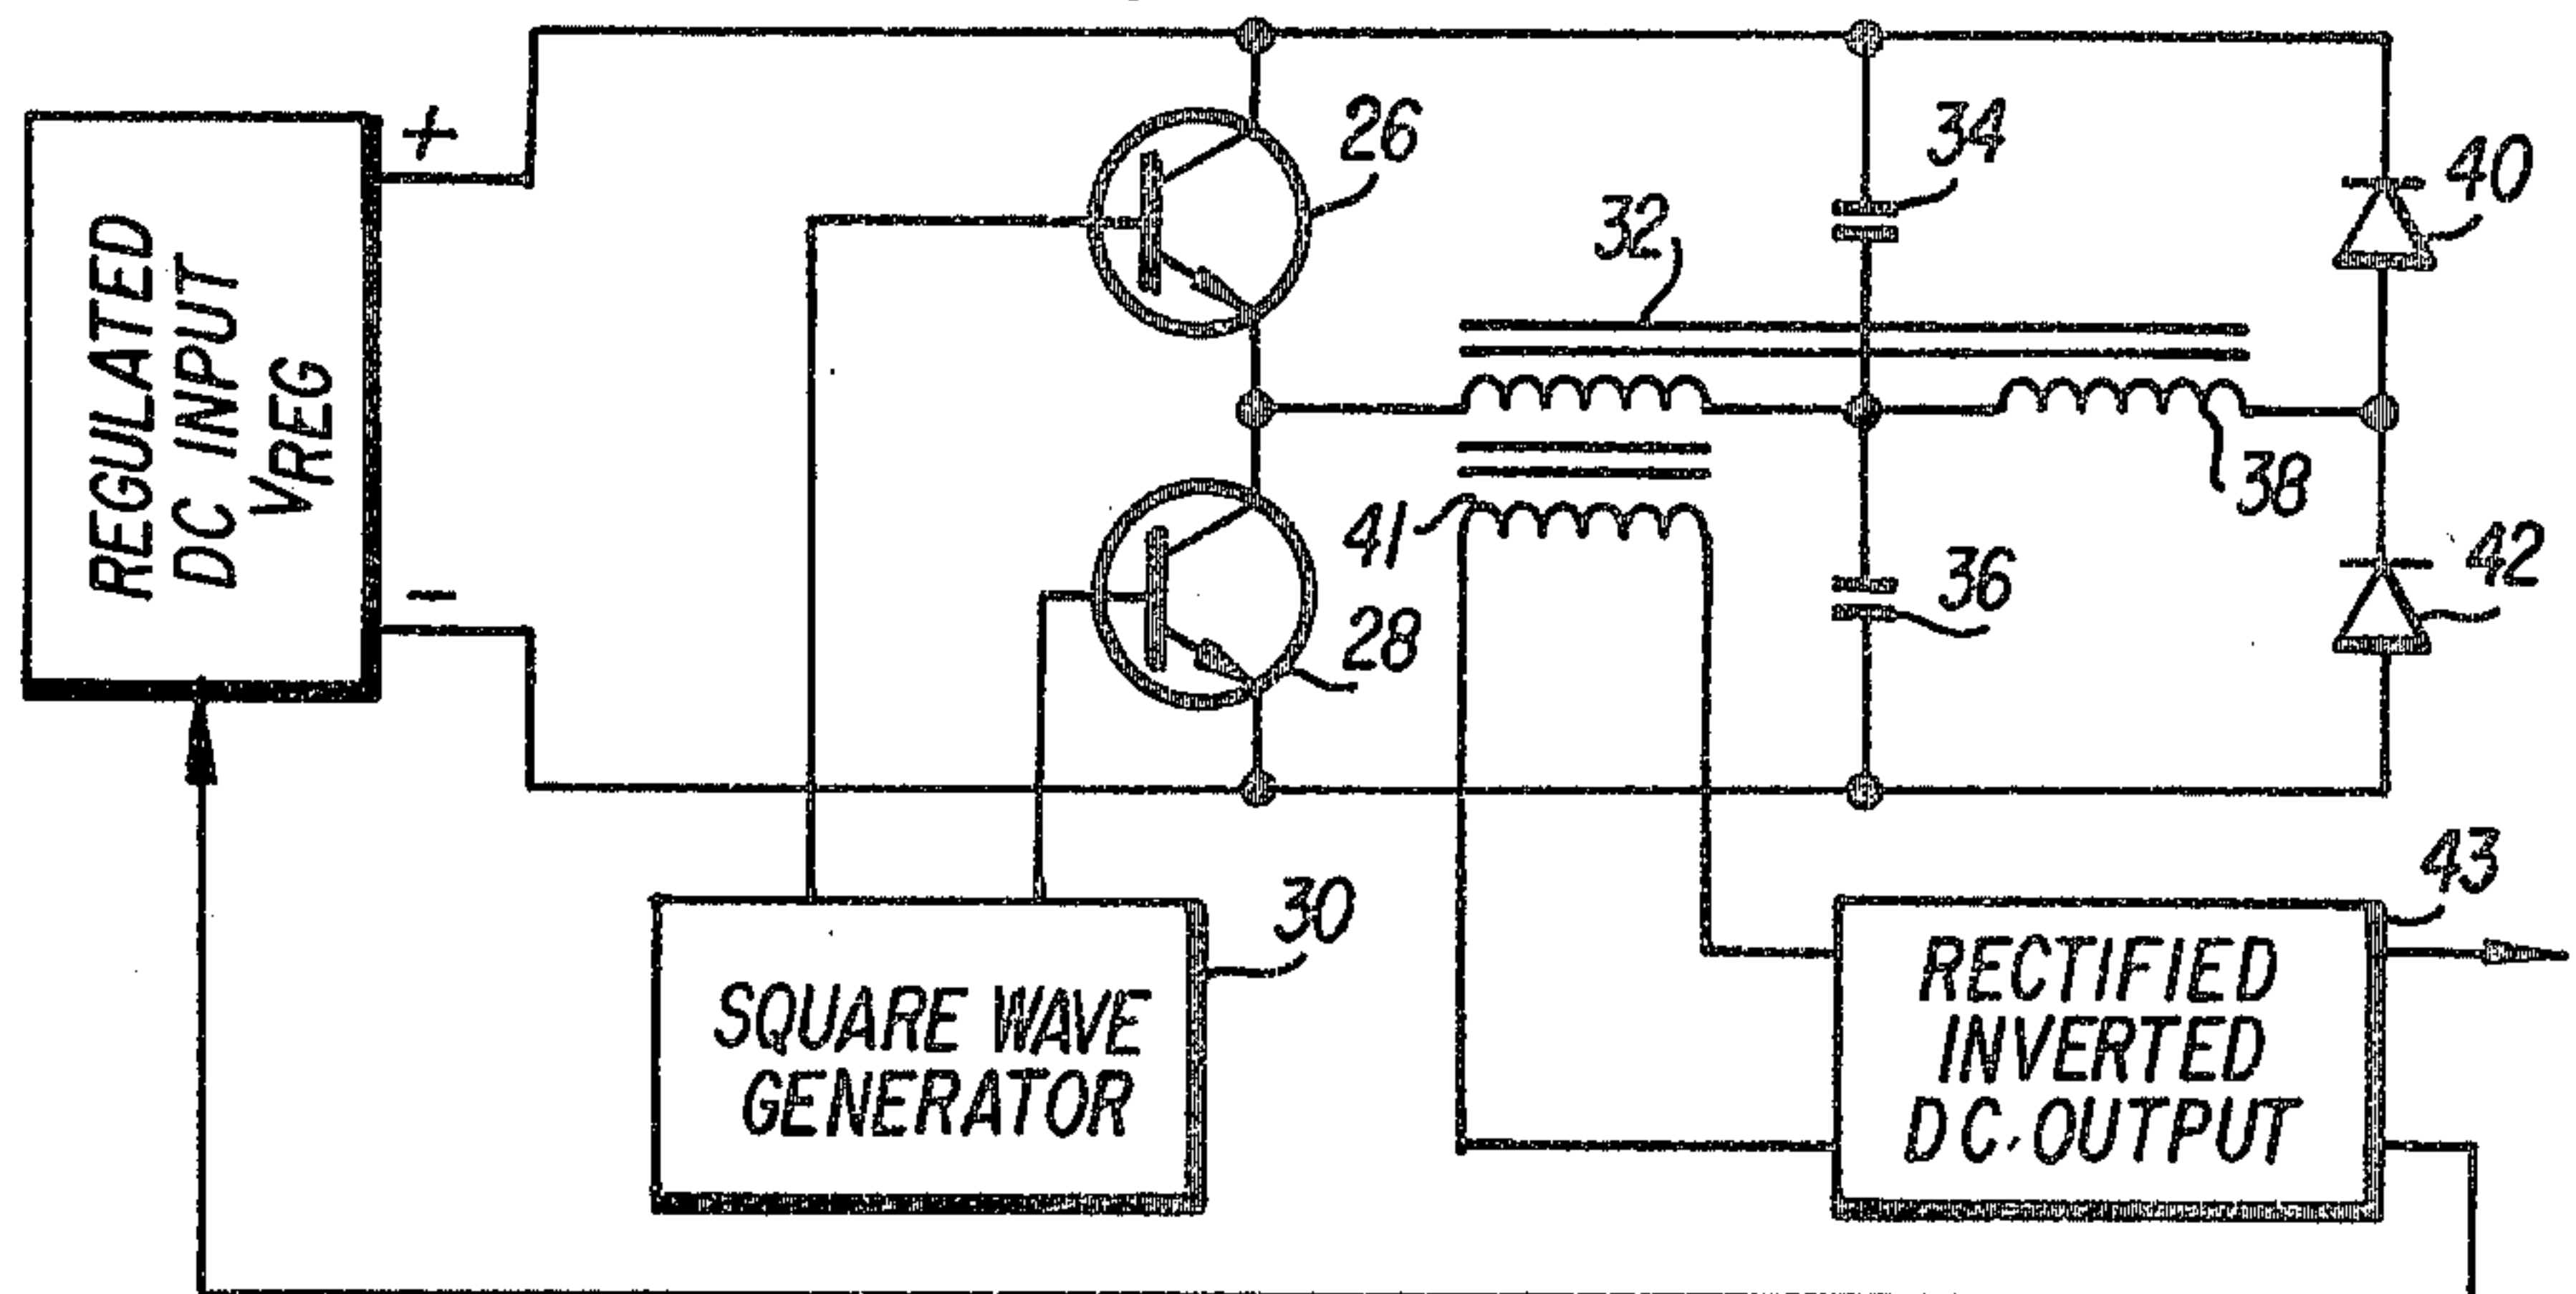 REGULATED
DC INPUT
VREG
+
-
26
28
30
32
34
36
38
40
41
42
43
SQUARE WAVE
GENERATOR
RECTIFIED
INVERTED
DC OUTPUT